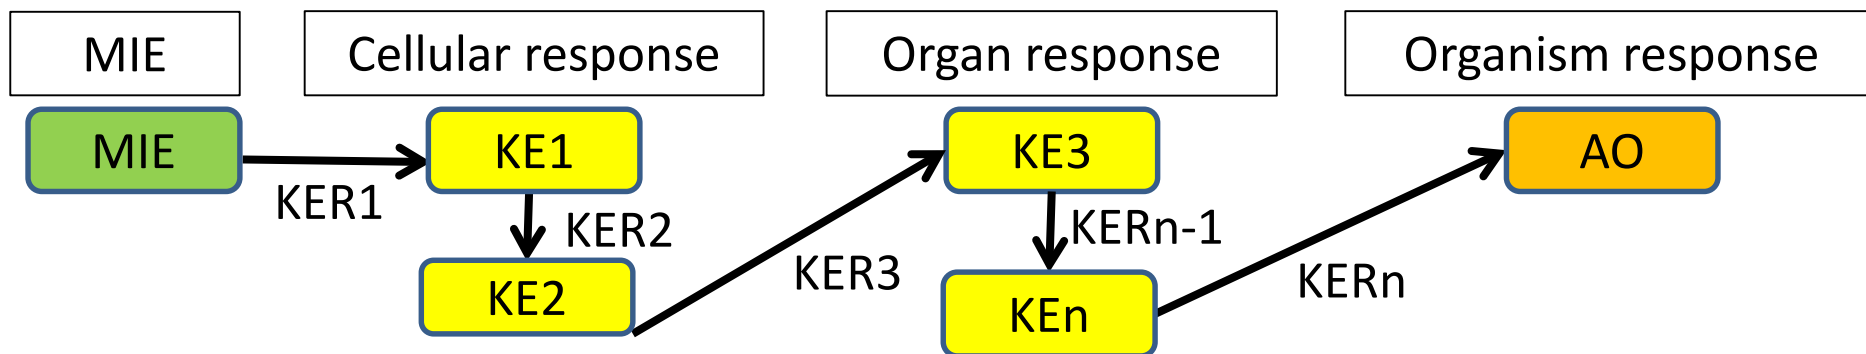 MIE
Cellular response
Organ response
Organism response
MIE
KE1
KE3
AO
KER1
KER2
KERn-1
KER3
KERn
KE2
KEn